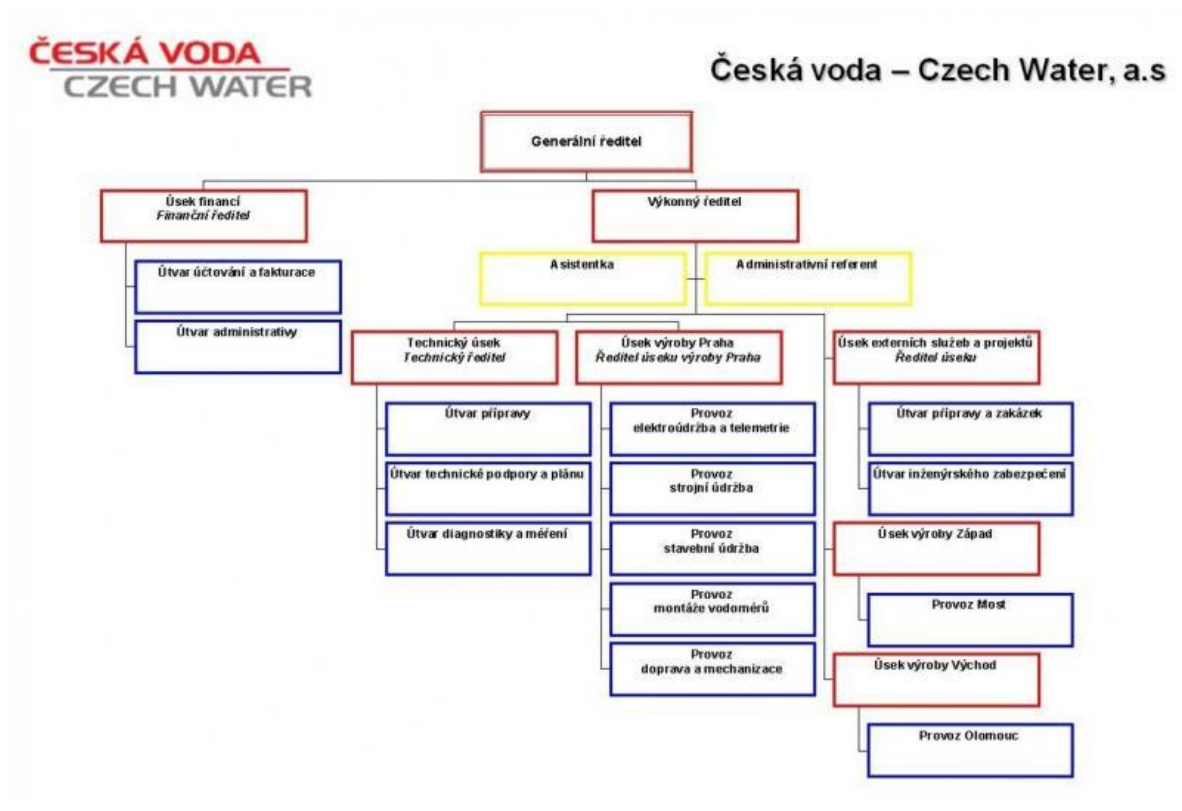 ČESKÁ VODA
CZECH WATER
Česká voda – Czech Water, a.s
Generální ředitel
Úsek financí
Finanční ředitel
Výkonný ředitel
Útvar účtování a fakturace
Asistentka
Administrativní referent
Útvar administrativy
Technický úsek
Technický ředitel
Úsek výroby Praha
Ředitel úseku výroby Praha
Úsek externích služeb a projektů
Ředitel úseku
Útvar přípravy
Provoz
elektroúdržba a telemetrie
Útvar přípravy a zakázek
Útvar technické podpory a plánu
Provoz
strojní údržba
Útvar inženýrského zabezpečení
Útvar diagnostiky a měření
Provoz
stavební údržba
Úsek výroby Západ
Provoz
montáže vodoměrů
Provoz Most
Provoz
doprava a mechanizace
Úsek výroby Východ
Provoz Olomouc